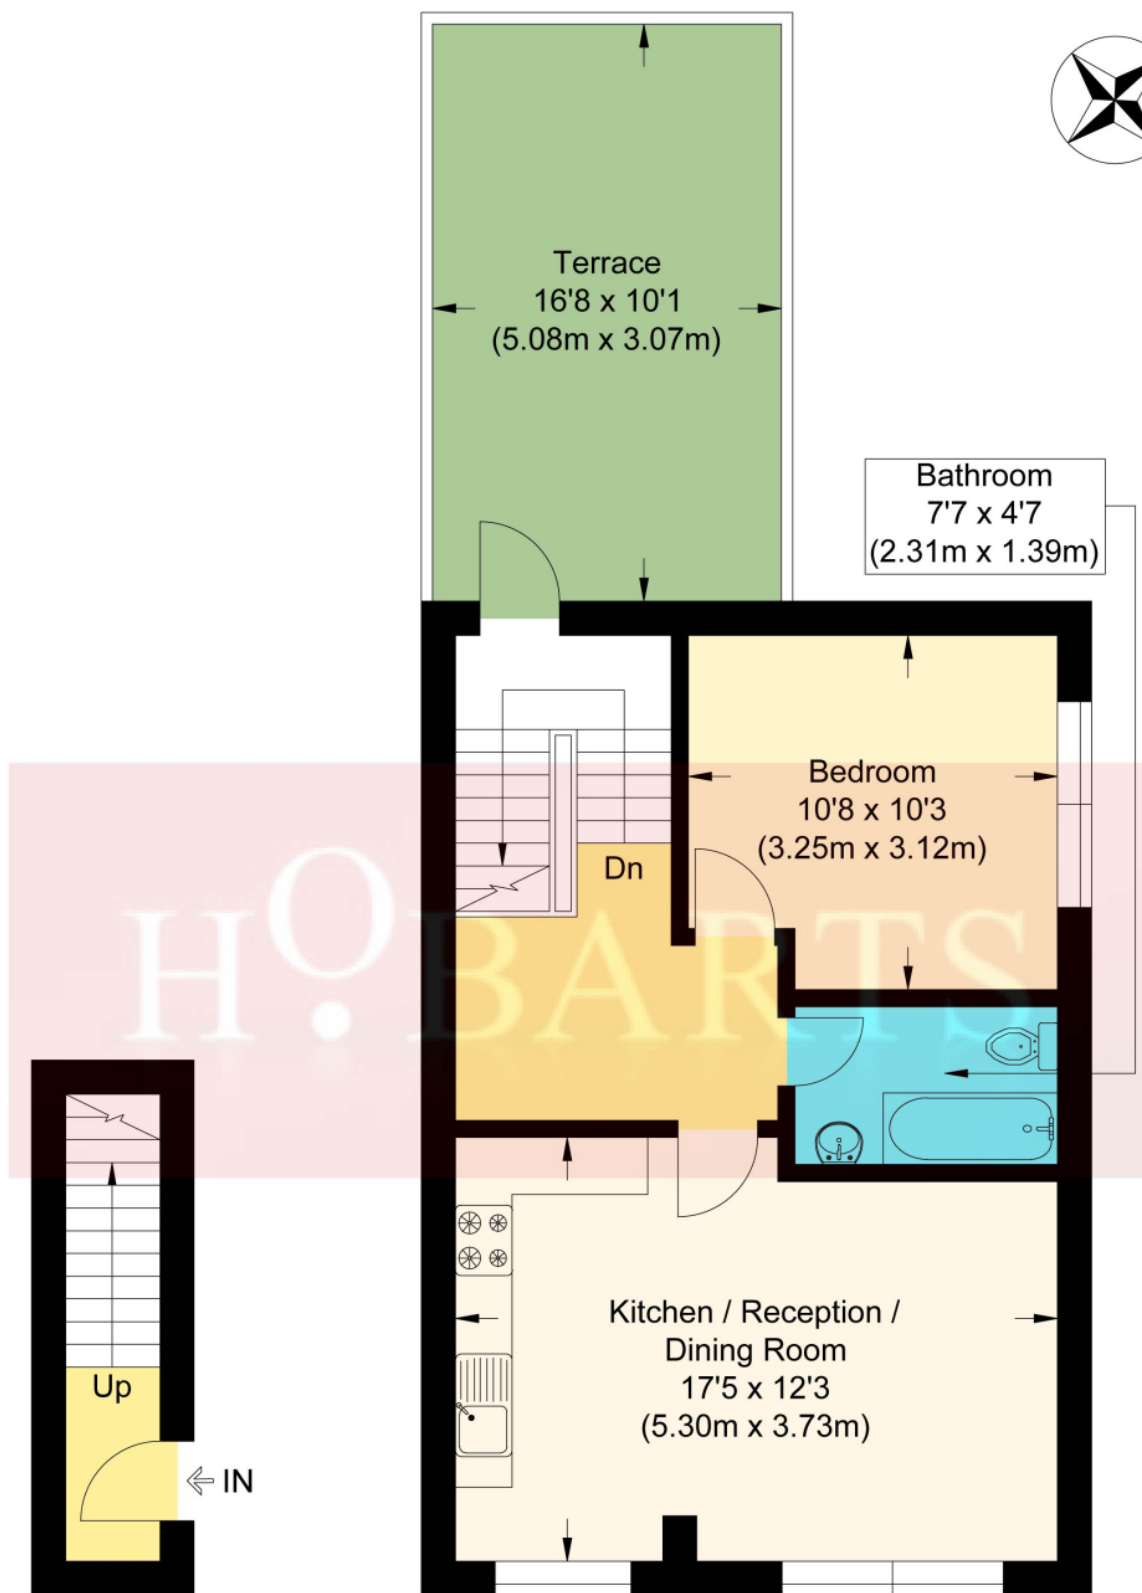 Terrace
16'8 x 10'1
(5.08m x 3.07m)
Bathroom
7'7 x 4'7
(2.31m x 1.39m)
Bedroom
10'8 x 10'3
(3.25m x 3.12m)
Dn
HOBARTS
Kitchen / Reception /
Dining Room
17'5 x 12'3
(5.30m x 3.73m)
Up
IN